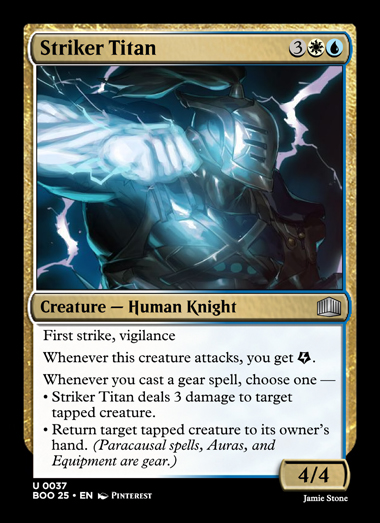 Striker Titan 3
Creature — Human Knight
First strike, vigilance
Whenever this creature attacks, you get .
Whenever you cast a gear spell, choose one —
• Striker Titan deals 3 damage to target
tapped creature.
• Return target tapped creature to its owner's
hand. (Paracausal spells, Auras, and
Equipment are gear.)
4/4
U 0037
BOO 25 • EN Pinterest
Jamie Stone